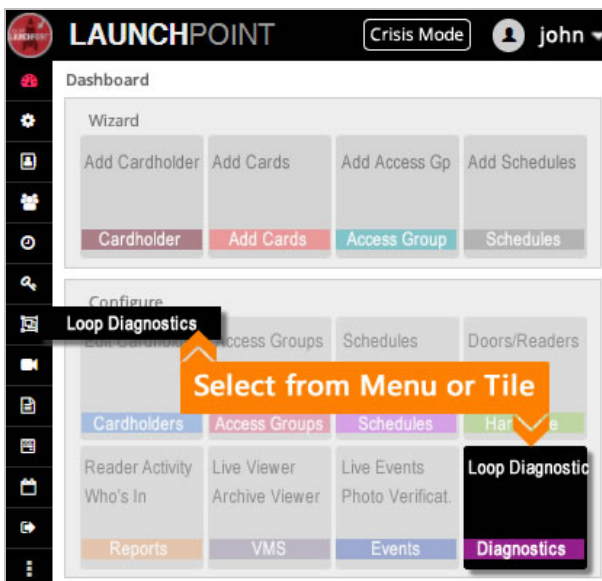 LAUNCHPOINT Crisis Mode john
Dashboard
Wizard
Add Cardholder Add Cards Add Access Gp Add Schedules
Cardholder Add Cards Access Group Schedules
Configure
Loop Diagnostics
Edit Cardholder Access Groups Schedules Doors/Readers
Select from Menu or Tile
Cardholders Access Groups Schedules
Reader Activity Live Viewer Live Events Loop Diagnostic
Who's In Archive Viewer Photo Verificat.
Reports VMS Events Diagnostics